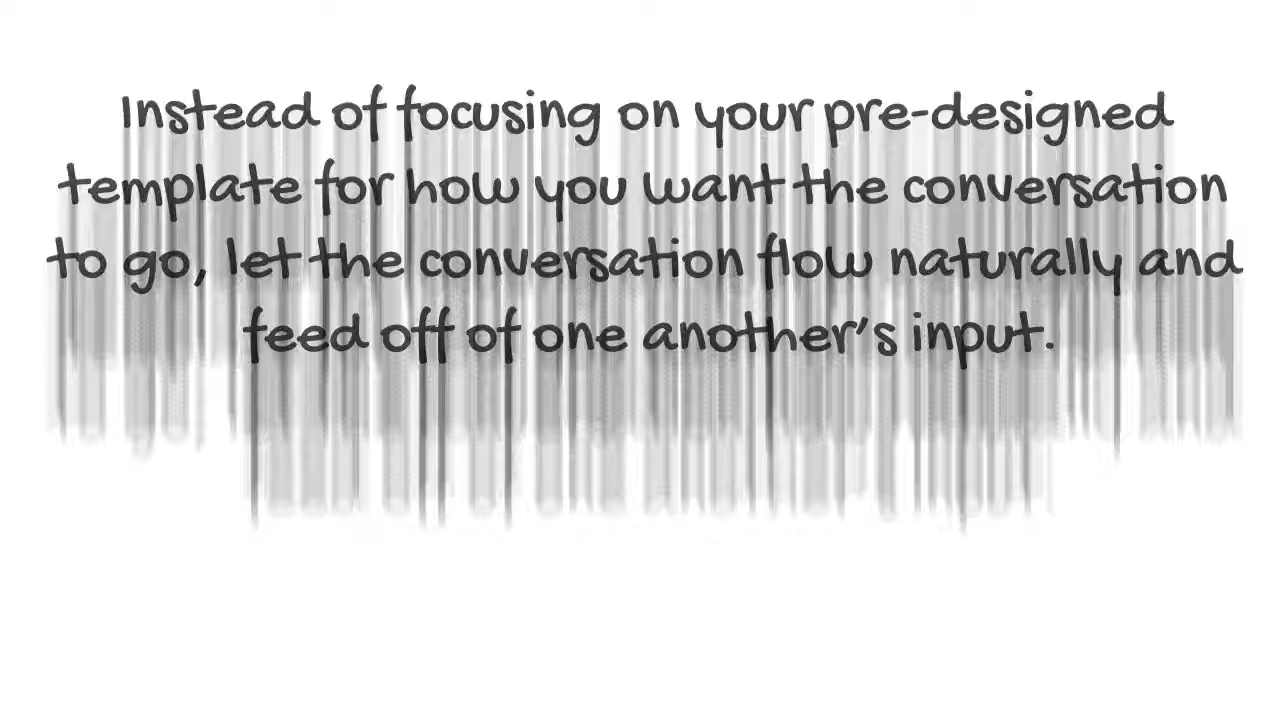 Instead of focusing on your pre-designed
template for how you want the conversation
to go, let the conversation flow naturally and
feed off of one another's input.